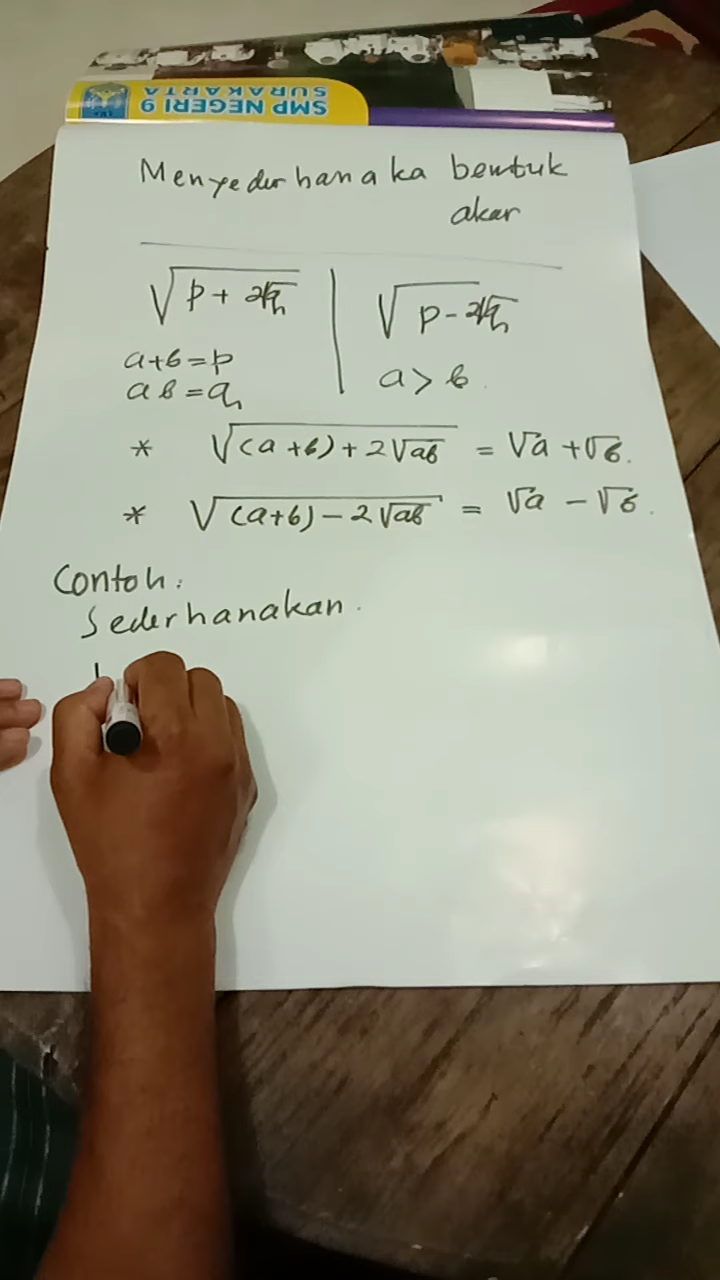 SMP NEGERI 9
SURAKARTA
Menyederhanaka bentuk
akar
√(p + 2√q) | √(p - 2√q)
a+b=p
ab=q
a > b.
* √((a+b)+2√ab) = √a + √b.
* √((a+b)-2√ab) = √a - √b.
Contoh:
Sederhanakan.